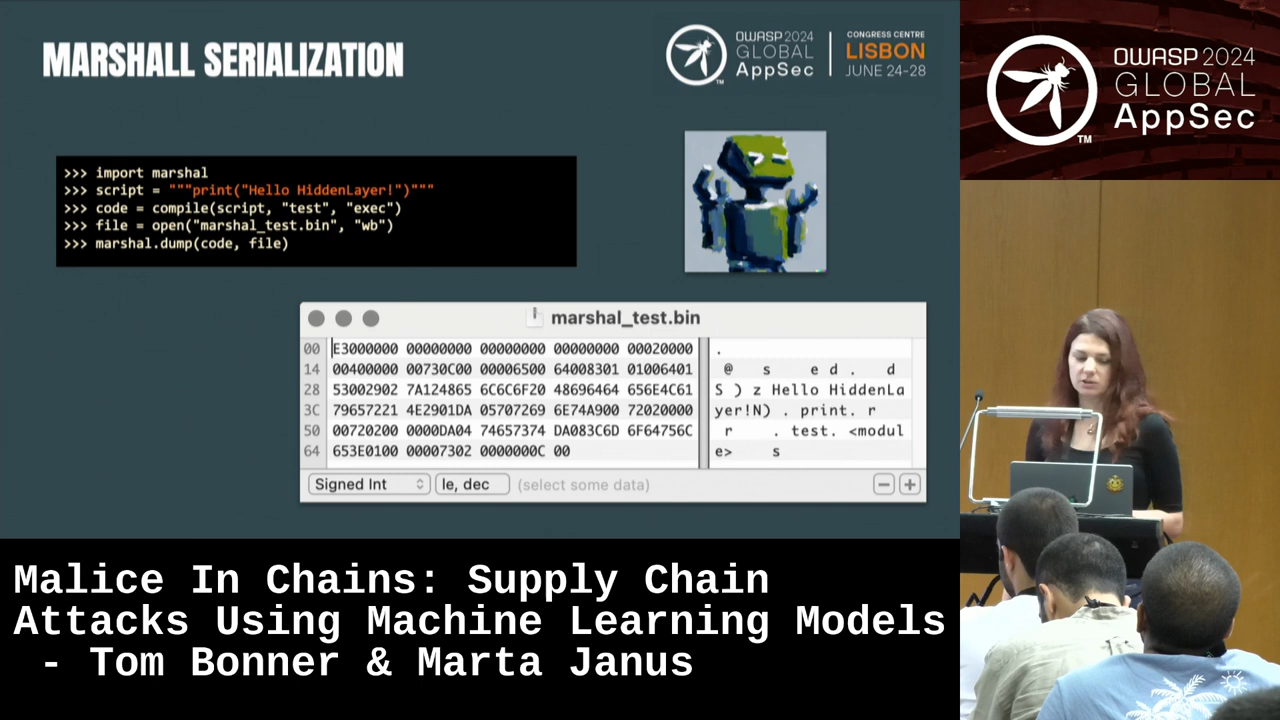 MARSHALL SERIALIZATION
OWASP 2024
GLOBAL
AppSec
TM
CONGRESS CENTRE
LISBON
JUNE 24-28
OWASP 2024
GLOBAL
AppSec
TM
>>> import marshal
>>> script = """print("Hello HiddenLayer!")"""
>>> code = compile(script, "test", "exec")
>>> file = open("marshal_test.bin", "wb")
>>> marshal.dump(code, file)
marshal_test.bin
00 E3000000 00000000 00000000 00000000 00020000 .
14 00400000 00730C00 00006500 64008301 01006401 @ s e d . d
28 53002902 7A124865 6C6C6F20 48696464 656E4C61 S ) z Hello HiddenLa
3C 79657221 4E2901DA 05707269 6E74A900 72020000 yer!N) . print. r
50 00720200 0000DA04 74657374 DA083C6D 6F64756C r . test. <modul
64 653E0100 00007302 0000000C 00 e> s
Signed Int le, dec (select some data) − +
Malice In Chains: Supply Chain
Attacks Using Machine Learning Models
- Tom Bonner & Marta Janus